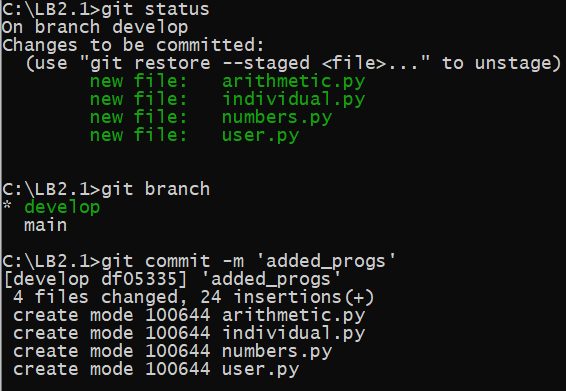 C:\LB2.1>git status
On branch develop
Changes to be committed:
  (use "git restore --staged <file>..." to unstage)
        new file:   arithmetic.py
        new file:   individual.py
        new file:   numbers.py
        new file:   user.py
C:\LB2.1>git branch
* develop
  main
C:\LB2.1>git commit -m 'added_progs'
[develop df05335] 'added_progs'
 4 files changed, 24 insertions(+)
 create mode 100644 arithmetic.py
 create mode 100644 individual.py
 create mode 100644 numbers.py
 create mode 100644 user.py